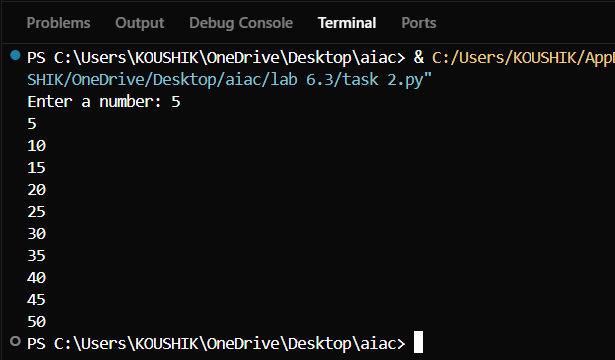 Problems Output Debug Console Terminal Ports
PS C:\Users\KOUSHIK\OneDrive\Desktop\aiac> & C:/Users/KOUSHIK/App
SHIK/OneDrive/Desktop/aiac/lab 6.3/task 2.py"
Enter a number: 5
5
10
15
20
25
30
35
40
45
50
PS C:\Users\KOUSHIK\OneDrive\Desktop\aiac>